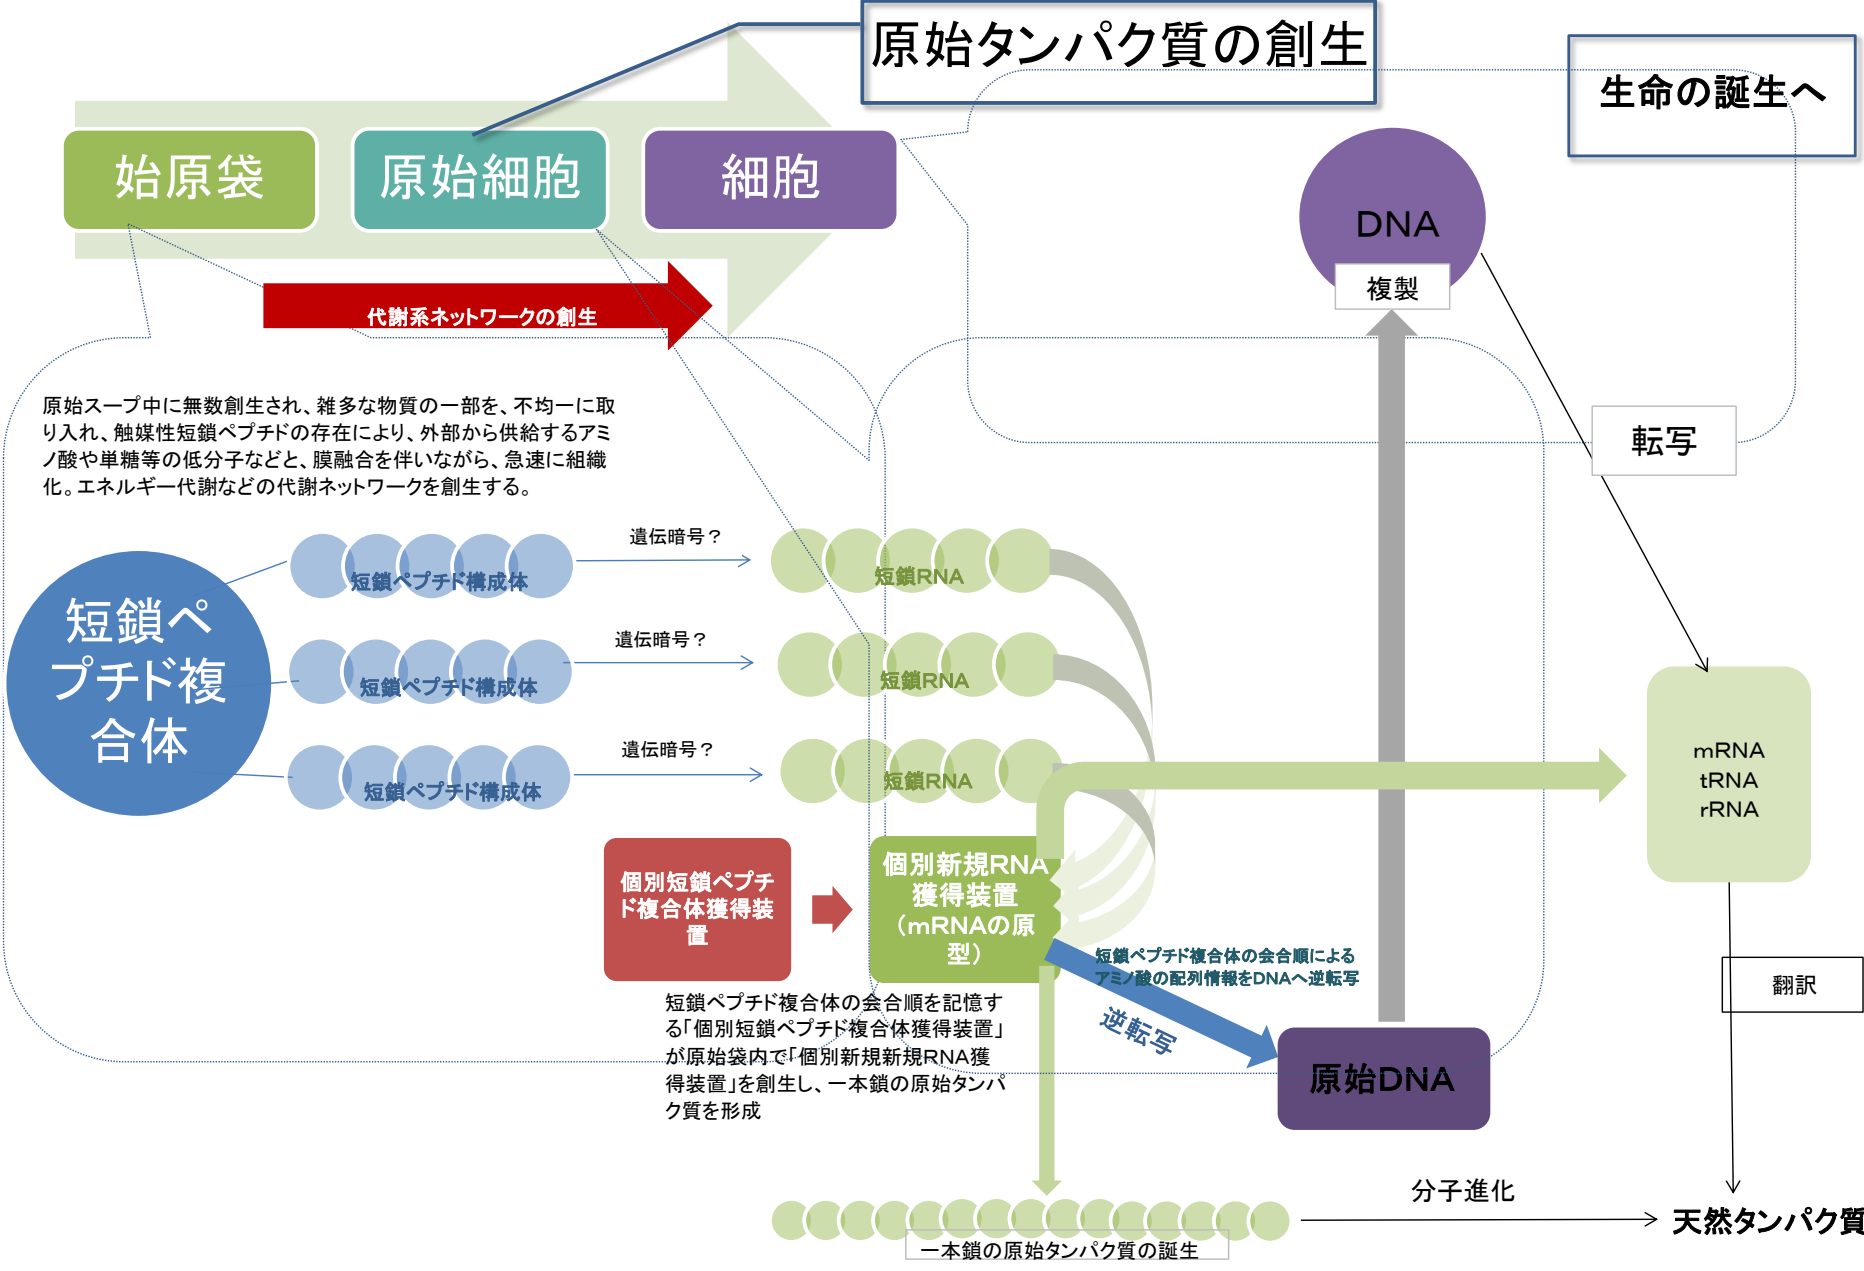 原始タンパク質の創生
生命の誕生へ
始原袋
原始細胞
細胞
DNA
複製
代謝系ネットワークの創生
原始スープ中に無数創生され、雑多な物質の一部を、不均一に取
り入れ、触媒性短鎖ペプチドの存在により、外部から供給するアミ
ノ酸や単糖等の低分子などと、膜融合を伴いながら、急速に組織
化。エネルギー代謝などの代謝ネットワークを創生する。
転写
短鎖ペ
プチド複
合体
短鎖ペプチド構成体
遺伝暗号？
短鎖RNA
短鎖ペプチド構成体
遺伝暗号？
短鎖RNA
短鎖ペプチド構成体
遺伝暗号？
短鎖RNA
mRNA
tRNA
rRNA
個別短鎖ペプチ
ド複合体獲得装
置
個別新規RNA
獲得装置
（mRNAの原
型）
短鎖ペプチド複合体の会合順による
アミノ酸の配列情報をDNAへ逆転写
逆転写
翻訳
短鎖ペプチド複合体の会合順を記憶す
る「個別短鎖ペプチド複合体獲得装置」
が原始袋内で「個別新規新規RNA獲
得装置」を創生し、一本鎖の原始タンパ
ク質を形成
原始DNA
分子進化
天然タンパク質
一本鎖の原始タンパク質の誕生